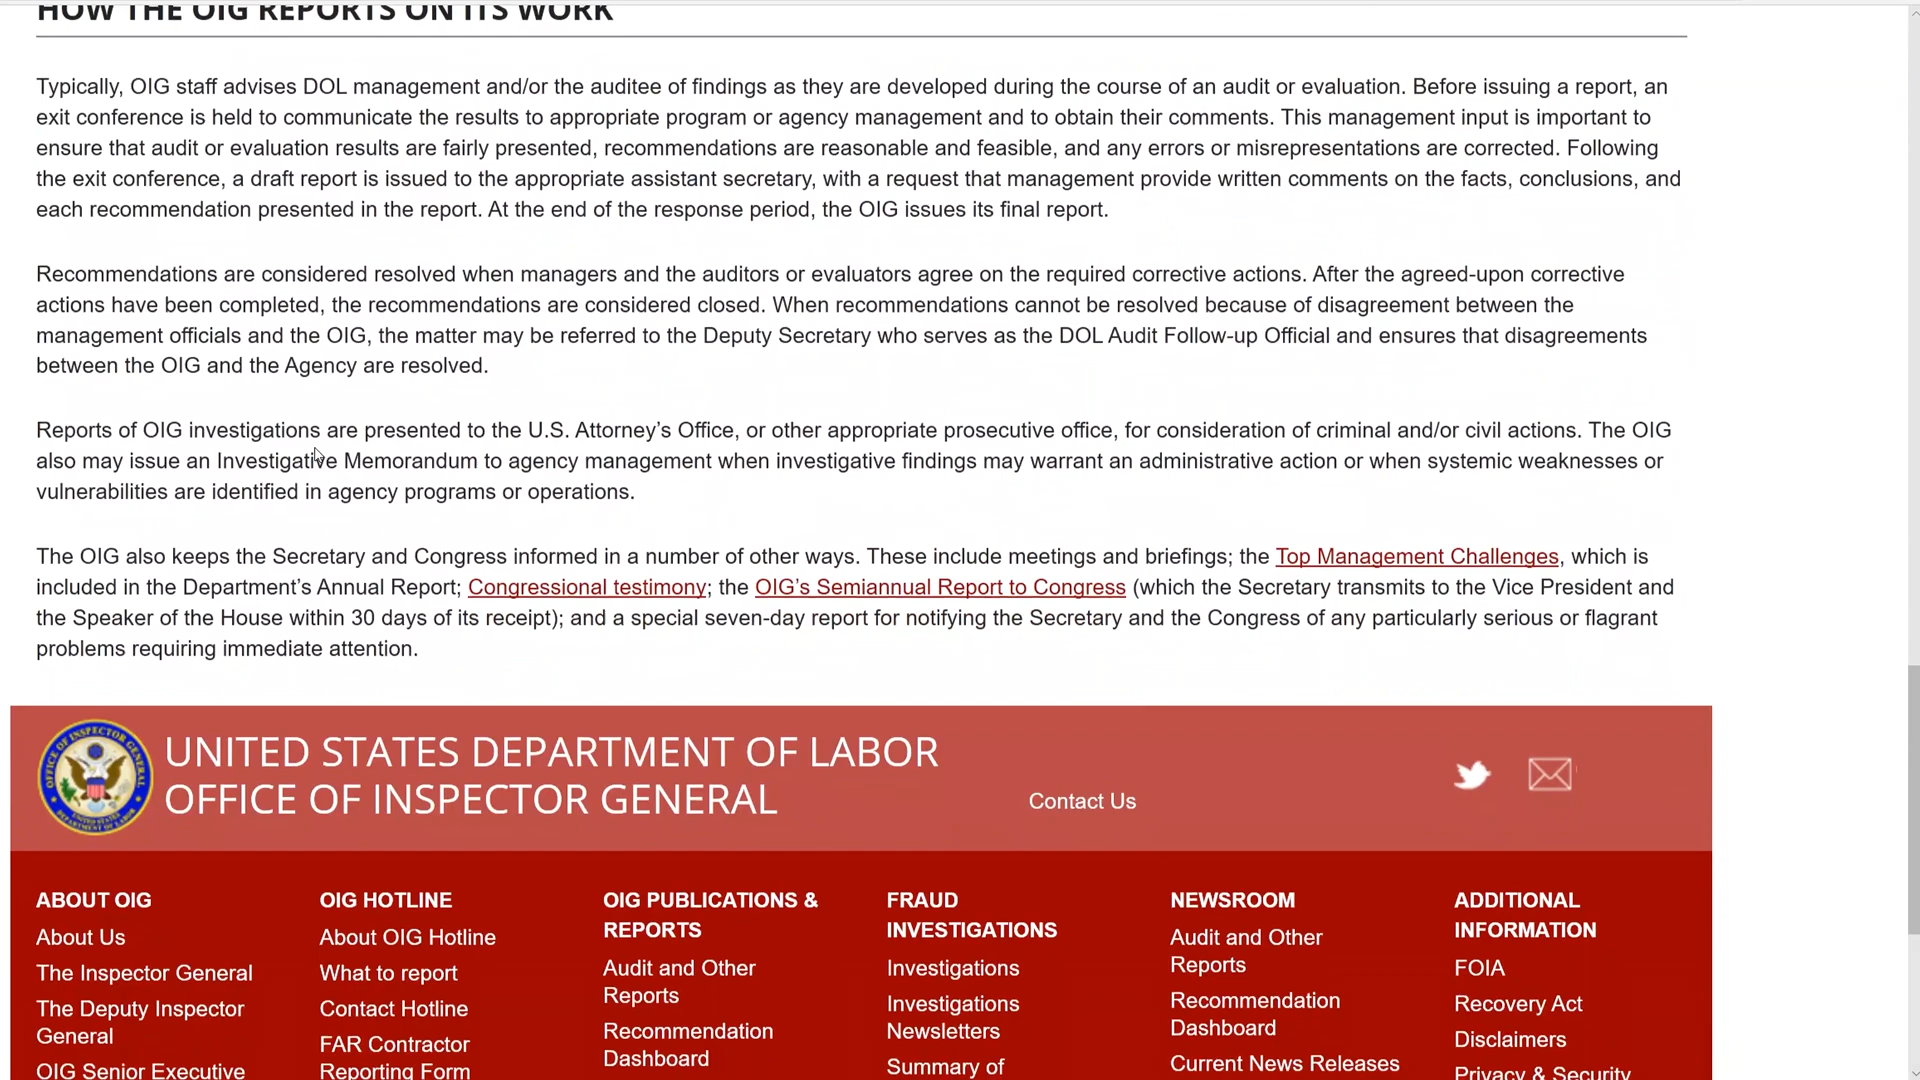 HOW THE OIG REPORTS ON ITS WORK
Typically, OIG staff advises DOL management and/or the auditee of findings as they are developed during the course of an audit or evaluation. Before issuing a report, an
exit conference is held to communicate the results to appropriate program or agency management and to obtain their comments. This management input is important to
ensure that audit or evaluation results are fairly presented, recommendations are reasonable and feasible, and any errors or misrepresentations are corrected. Following
the exit conference, a draft report is issued to the appropriate assistant secretary, with a request that management provide written comments on the facts, conclusions, and
each recommendation presented in the report. At the end of the response period, the OIG issues its final report.
Recommendations are considered resolved when managers and the auditors or evaluators agree on the required corrective actions. After the agreed-upon corrective
actions have been completed, the recommendations are considered closed. When recommendations cannot be resolved because of disagreement between the
management officials and the OIG, the matter may be referred to the Deputy Secretary who serves as the DOL Audit Follow-up Official and ensures that disagreements
between the OIG and the Agency are resolved.
Reports of OIG investigations are presented to the U.S. Attorney’s Office, or other appropriate prosecutive office, for consideration of criminal and/or civil actions. The OIG
also may issue an Investigative Memorandum to agency management when investigative findings may warrant an administrative action or when systemic weaknesses or
vulnerabilities are identified in agency programs or operations.
The OIG also keeps the Secretary and Congress informed in a number of other ways. These include meetings and briefings; the Top Management Challenges, which is
included in the Department’s Annual Report; Congressional testimony; the OIG’s Semiannual Report to Congress (which the Secretary transmits to the Vice President and
the Speaker of the House within 30 days of its receipt); and a special seven-day report for notifying the Secretary and the Congress of any particularly serious or flagrant
problems requiring immediate attention.
OFFICE OF INSPECTOR GENERAL
UNITED STATES DEPARTMENT OF LABOR
OFFICE OF INSPECTOR GENERAL
Contact Us
ABOUT OIG
About Us
The Inspector General
The Deputy Inspector
General
OIG Senior Executive
OIG HOTLINE
About OIG Hotline
What to report
Contact Hotline
FAR Contractor
Reporting Form
OIG PUBLICATIONS &
REPORTS
Audit and Other
Reports
Recommendation
Dashboard
FRAUD
INVESTIGATIONS
Investigations
Investigations
Newsletters
Summary of
NEWSROOM
Audit and Other
Reports
Recommendation
Dashboard
Current News Releases
ADDITIONAL
INFORMATION
FOIA
Recovery Act
Disclaimers
Privacy & Security